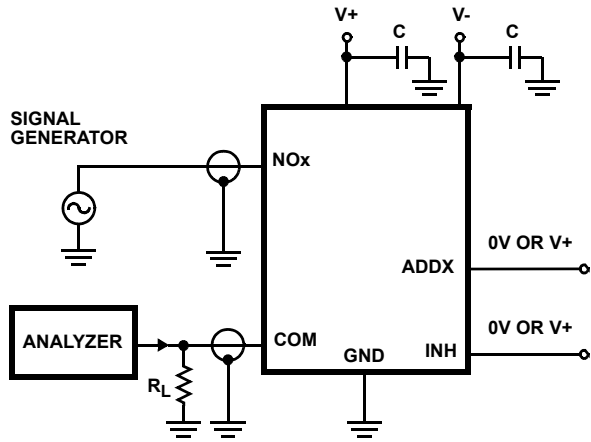 V+
V-
C
C
SIGNAL
GENERATOR
NOx
0V OR V+
ADDX
0V OR V+
ANALYZER
COM
GND
INH
RL